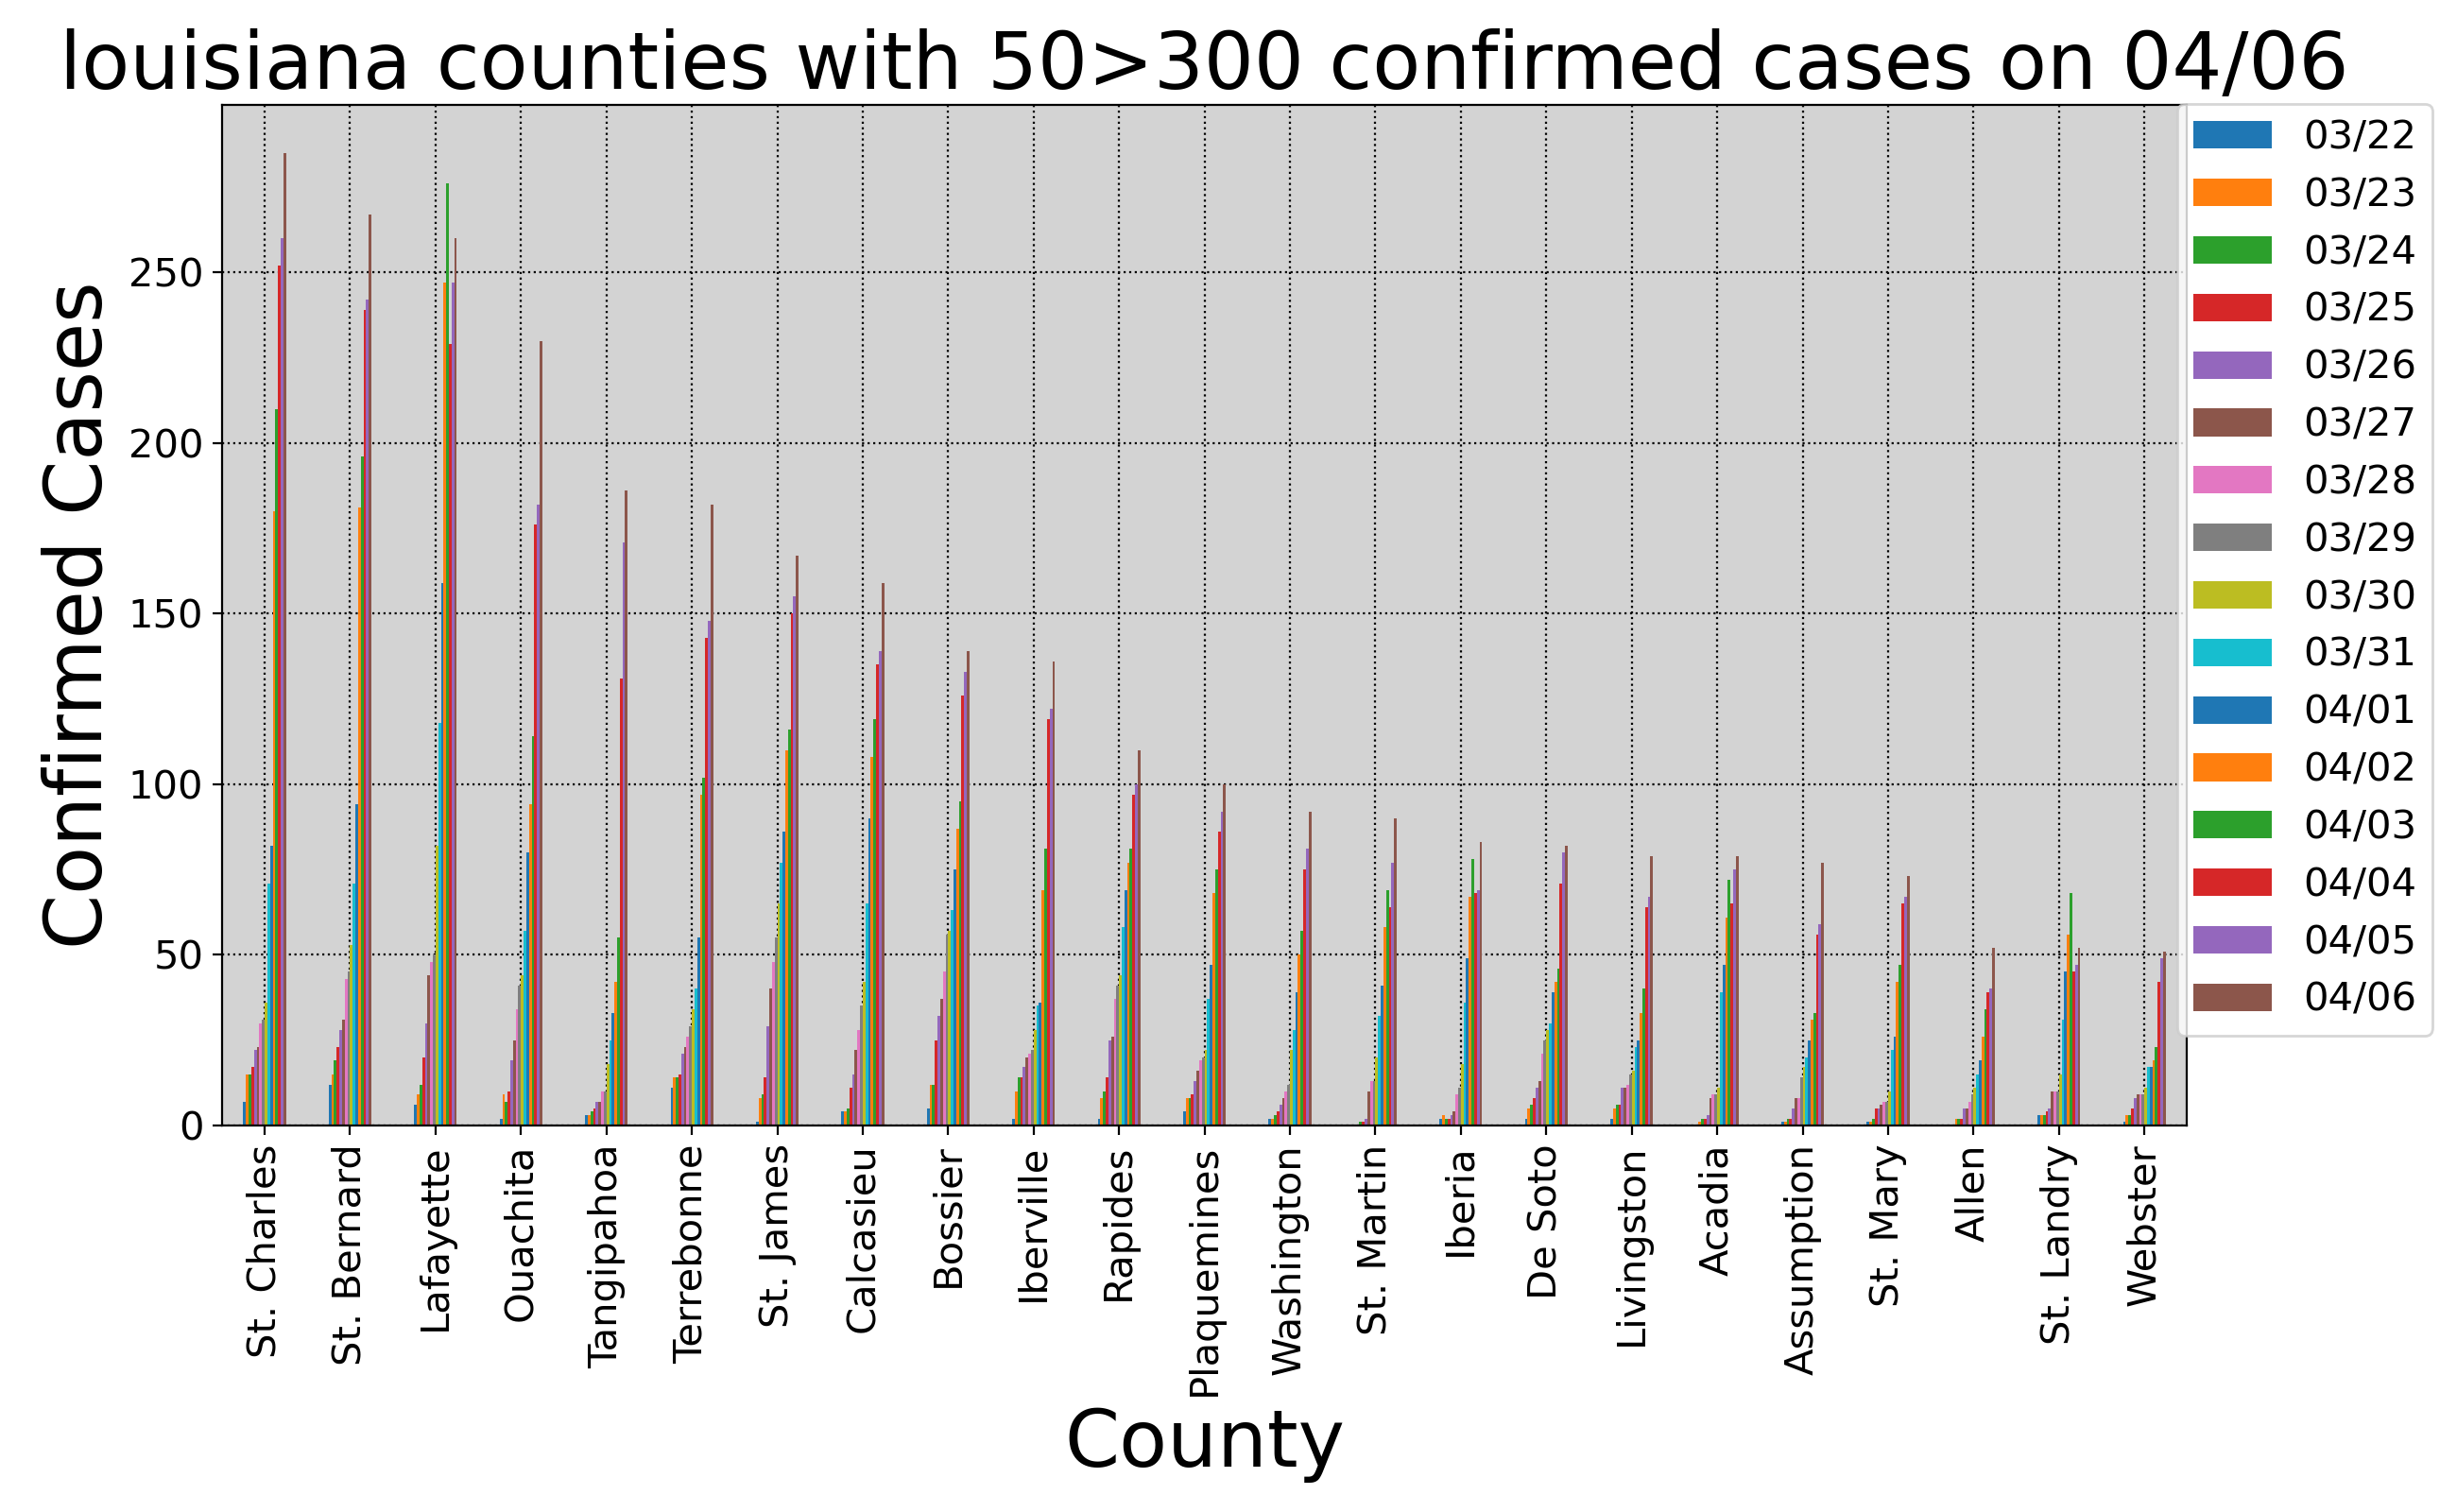 louisiana counties with 50>300 confirmed cases on 04/06
Confirmed Cases
250
200
150
100
50
0
03/22
03/23
03/24
03/25
03/26
03/27
03/28
03/29
03/30
03/31
04/01
04/02
04/03
04/04
04/05
04/06
St. Charles
St. Bernard
Lafayette
Ouachita
Tangipahoa
Terrebonne
St. James
Calcasieu
Bossier
Iberville
Rapides
Plaquemines
Washington
St. Martin
Iberia
De Soto
Livingston
Acadia
Assumption
St. Mary
Allen
St. Landry
Webster
County